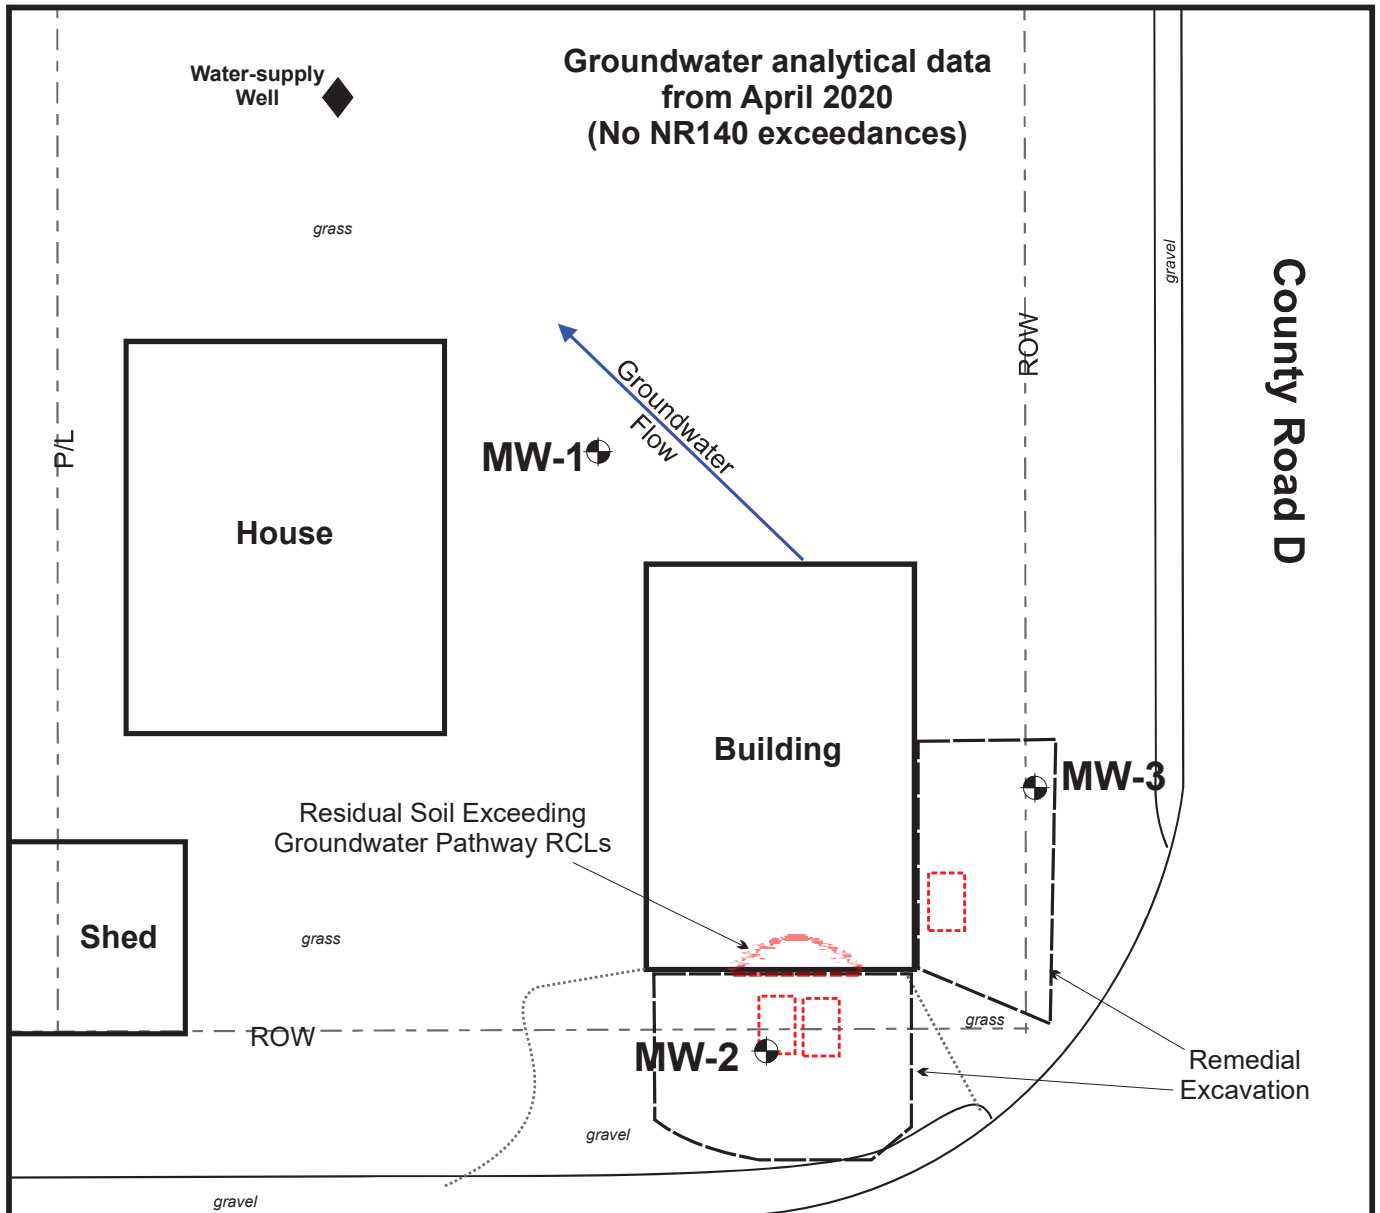 Groundwater analytical data
from April 2020
(No NR140 exceedances)
Water-supply
Well
grass
gravel
County Road D
ROW
Groundwater
Flow
P/L
MW-1
House
Building
MW-3
Residual Soil Exceeding
Groundwater Pathway RCLs
Shed
grass
grass
ROW
MW-2
Remedial
Excavation
gravel
gravel